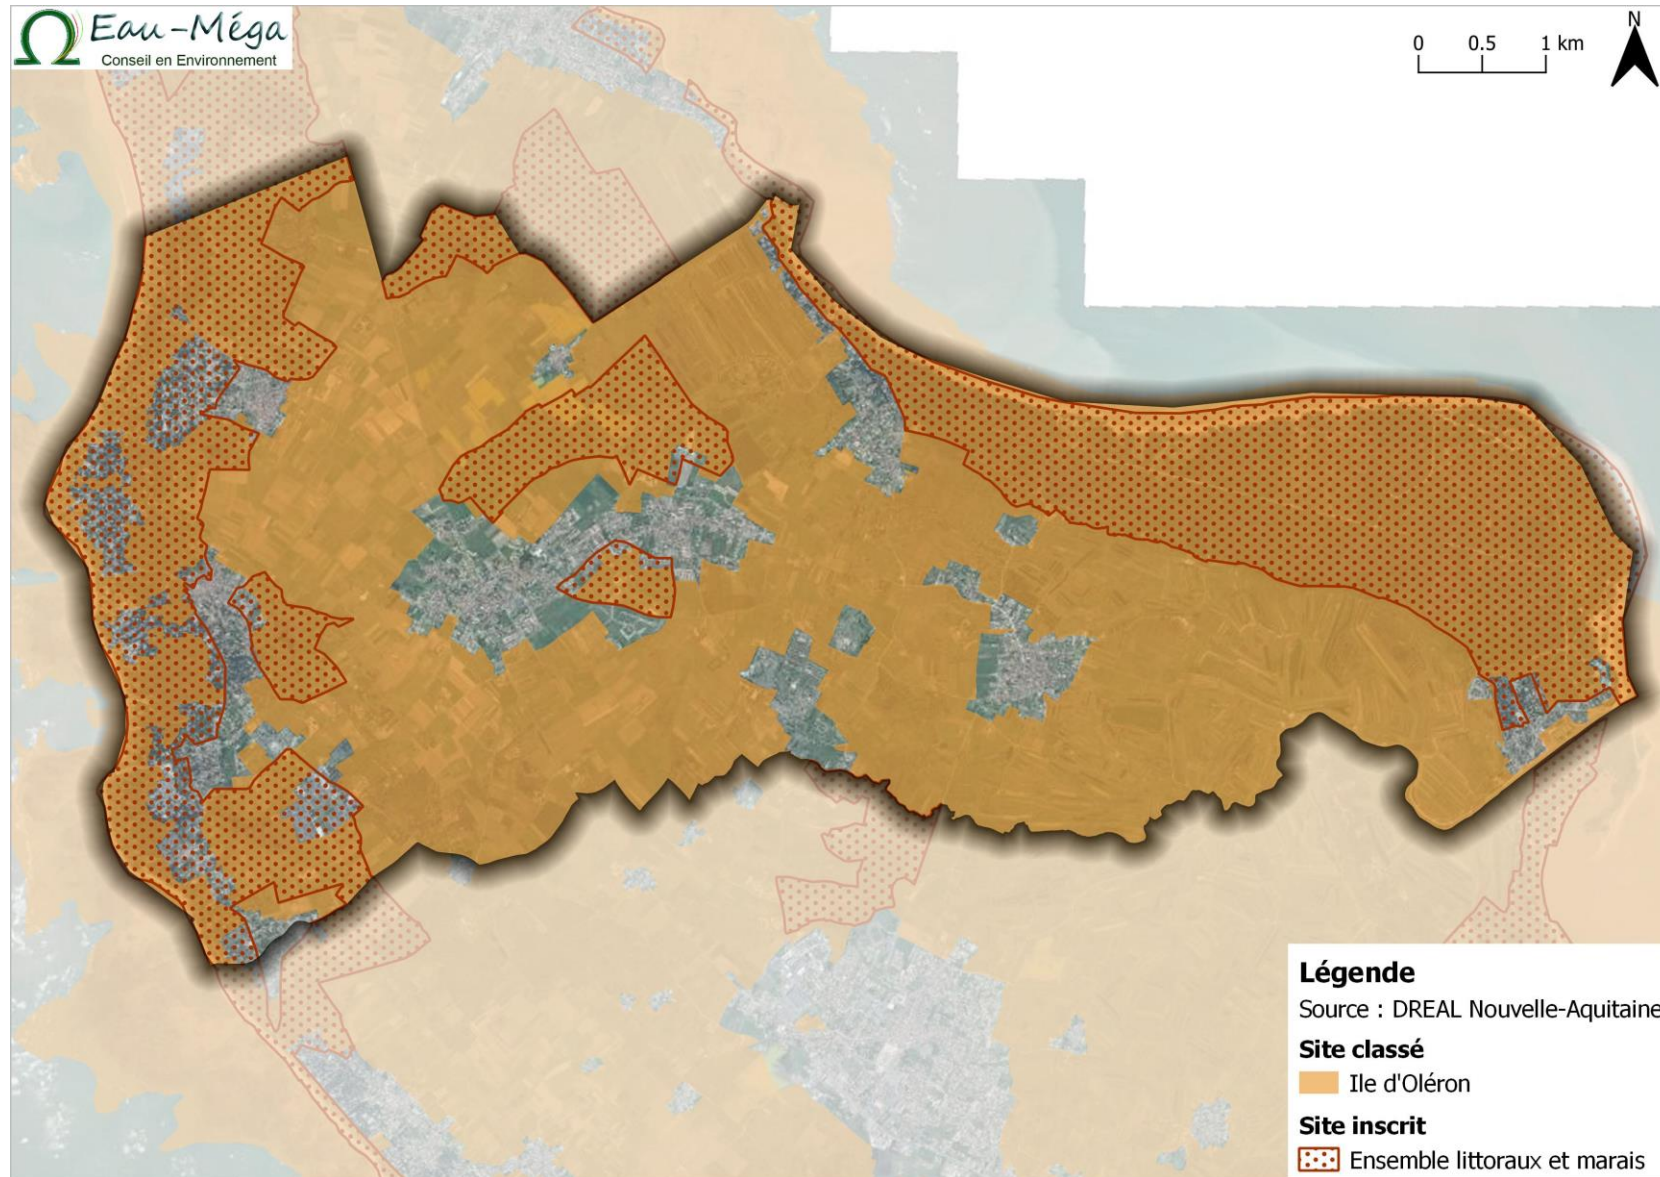 Eau-Méga
Conseil en Environnement
0 0.5 1 km
N
Légende
Source : DREAL Nouvelle-Aquitaine
Site classé
Ile d'Oléron
Site inscrit
Ensemble littoraux et marais